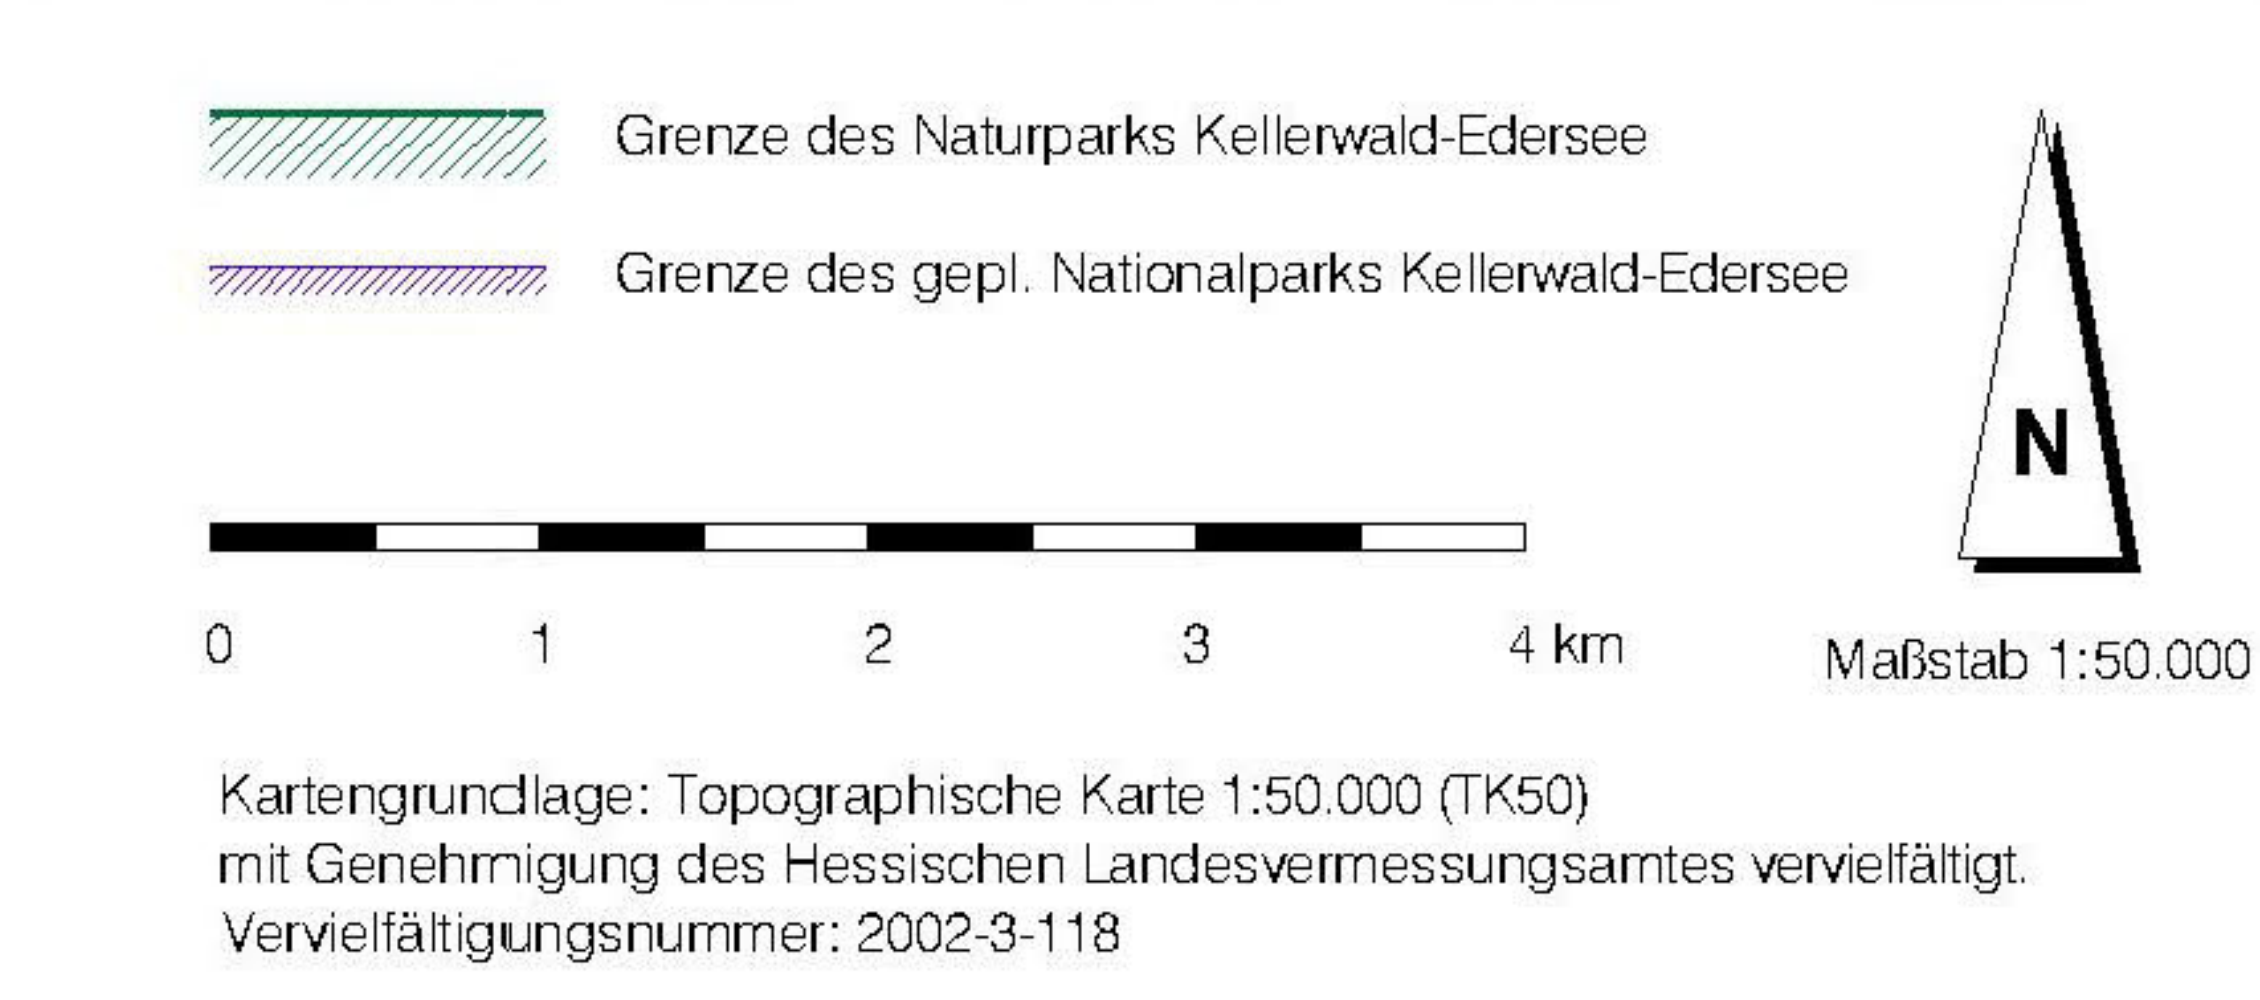 Grenze des Naturparks Kellerwald-Edersee
Grenze des gepl. Nationalparks Kellerwald-Edersee
N
0 1 2 3 4 km
Maßstab 1:50.000
Kartengrundlage: Topographische Karte 1:50.000 (TK50)
mit Genehmigung des Hessischen Landesvermessungsamtes vervielfältigt.
Vervielfältigungsnummer: 2002-3-118